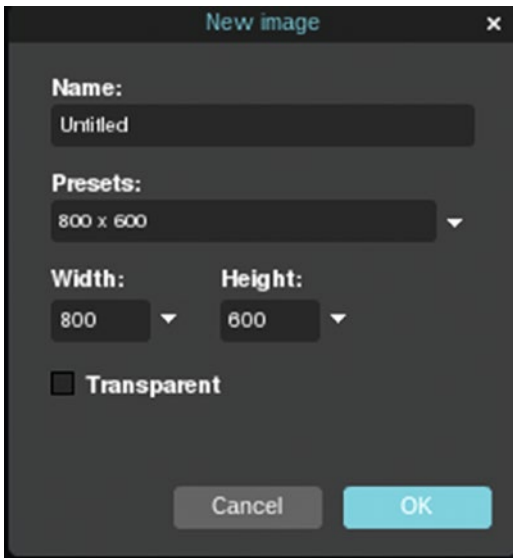 New image
Name:
Untitled
Presets:
800 x 600
Width: Height:
800 600
Transparent
Cancel OK